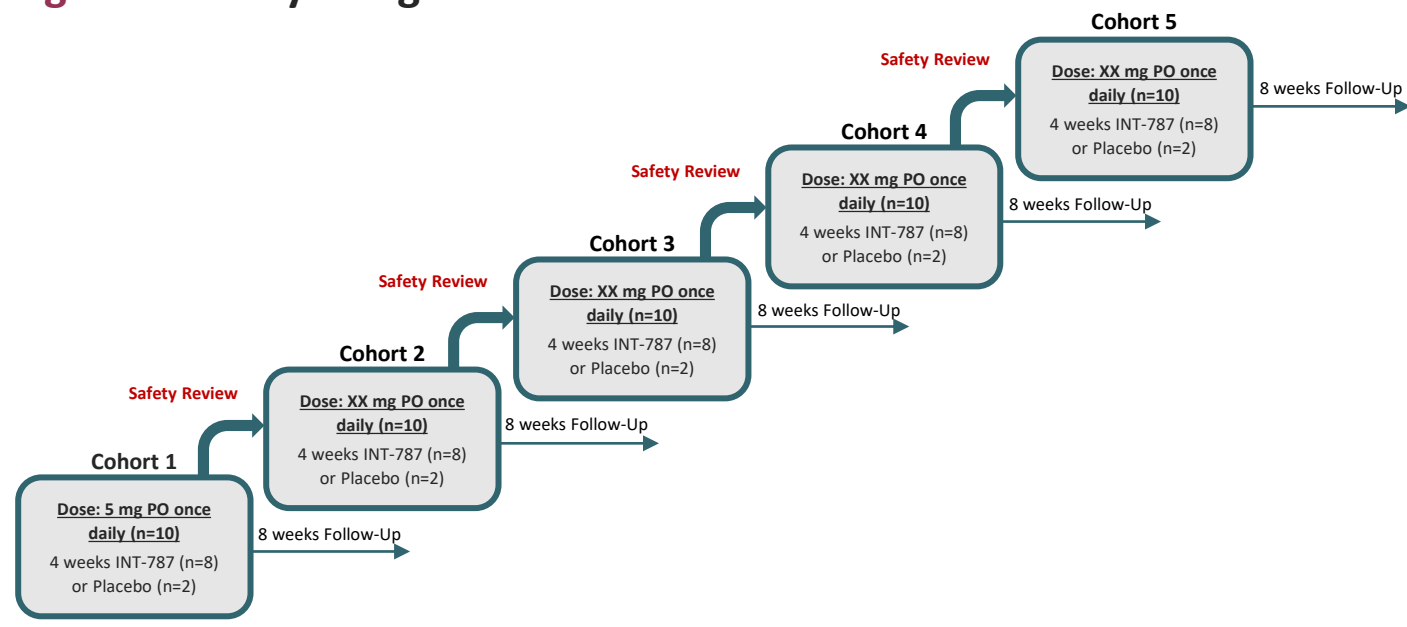 Cohort 5
Safety Review
Dose: XX mg PO once
daily (n=10)
4 weeks INT-787 (n=8)
or Placebo (n=2)
8 weeks Follow-Up
Cohort 4
Safety Review
Dose: XX mg PO once
daily (n=10)
4 weeks INT-787 (n=8)
or Placebo (n=2)
8 weeks Follow-Up
Cohort 3
Safety Review
Dose: XX mg PO once
daily (n=10)
4 weeks INT-787 (n=8)
or Placebo (n=2)
8 weeks Follow-Up
Cohort 2
Safety Review
Dose: XX mg PO once
daily (n=10)
4 weeks INT-787 (n=8)
or Placebo (n=2)
8 weeks Follow-Up
Cohort 1
Safety Review
Dose: 5 mg PO once
daily (n=10)
4 weeks INT-787 (n=8)
or Placebo (n=2)
8 weeks Follow-Up